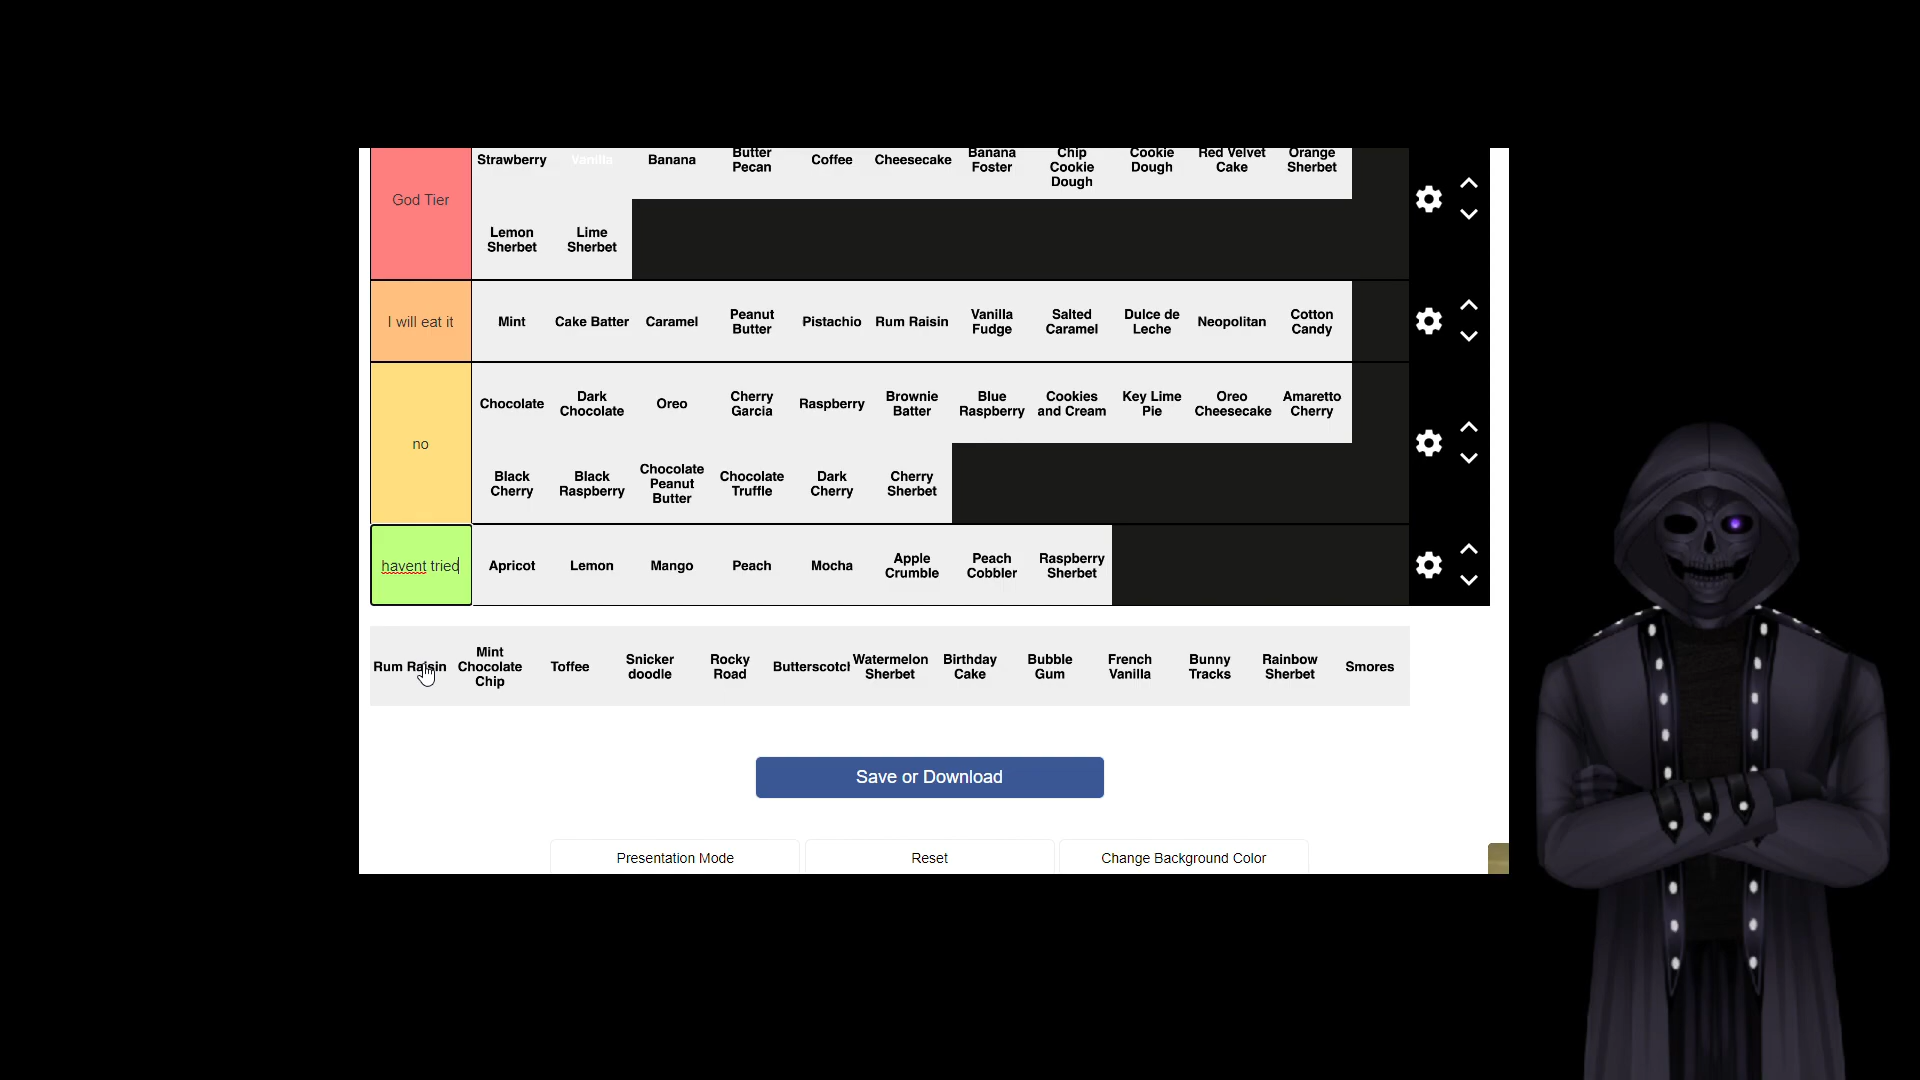 God Tier
Strawberry Vanilla Banana Butter Pecan Coffee Cheesecake Banana Foster Chip Cookie Dough Cookie Dough Red Velvet Cake Orange Sherbet
Lemon Sherbet Lime Sherbet
I will eat it
Mint Cake Batter Caramel Peanut Butter Pistachio Rum Raisin Vanilla Fudge Salted Caramel Dulce de Leche Neopolitan Cotton Candy
no
Chocolate Dark Chocolate Oreo Cherry Garcia Raspberry Brownie Batter Blue Raspberry Cookies and Cream Key Lime Pie Oreo Cheesecake Amaretto Cherry
Black Cherry Black Raspberry Chocolate Peanut Butter Chocolate Truffle Dark Cherry Cherry Sherbet
havent tried
Apricot Lemon Mango Peach Mocha Apple Crumble Peach Cobbler Raspberry Sherbet
Rum Raisin Mint Chocolate Chip Toffee Snicker doodle Rocky Road Butterscotcl Watermelon Sherbet Birthday Cake Bubble Gum French Vanilla Bunny Tracks Rainbow Sherbet Smores
Save or Download
Presentation Mode Reset Change Background Color